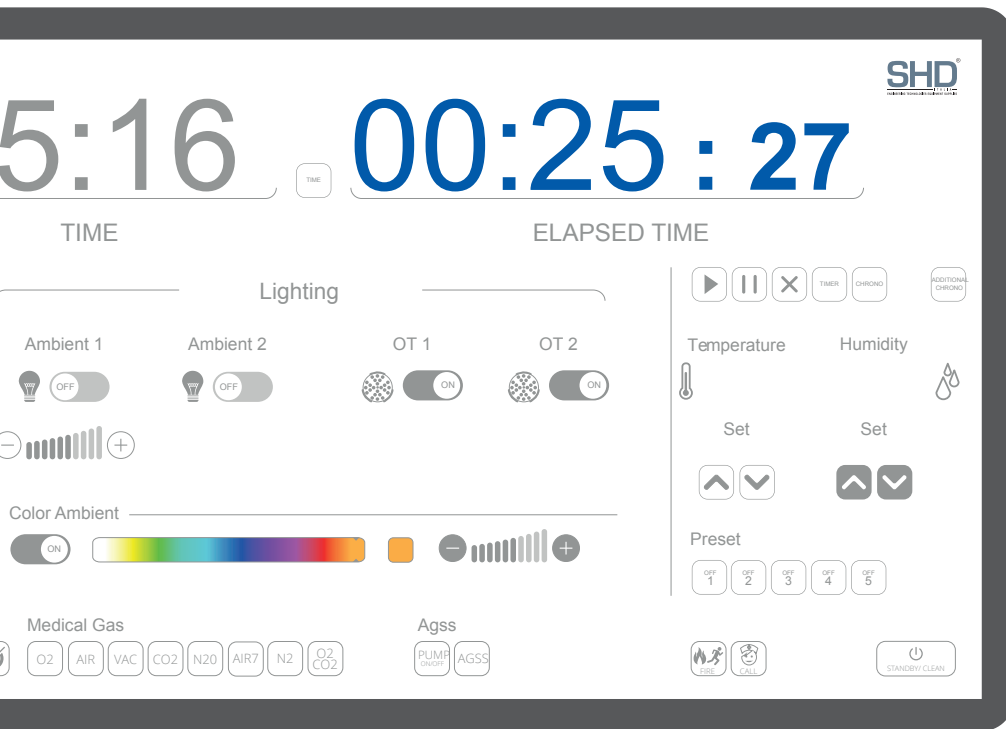 SHD®
ITALIA
5:16
TIME
00:25 : 27
TIME
ELAPSED TIME
Lighting
TIMER
CHRONO
ADDITIONAL
CHRONO
Ambient 1
Ambient 2
OT 1
OT 2
Temperature
Humidity
OFF
OFF
ON
ON
Set
Set
Color Ambient
ON
Preset
OFF
1
OFF
2
OFF
3
OFF
4
OFF
5
Medical Gas
Agss
O2
AIR
VAC
CO2
N20
AIR7
N2
O2
CO2
PUMP
ON/OFF
AGSS
FIRE
CALL
STANDBY/ CLEAN